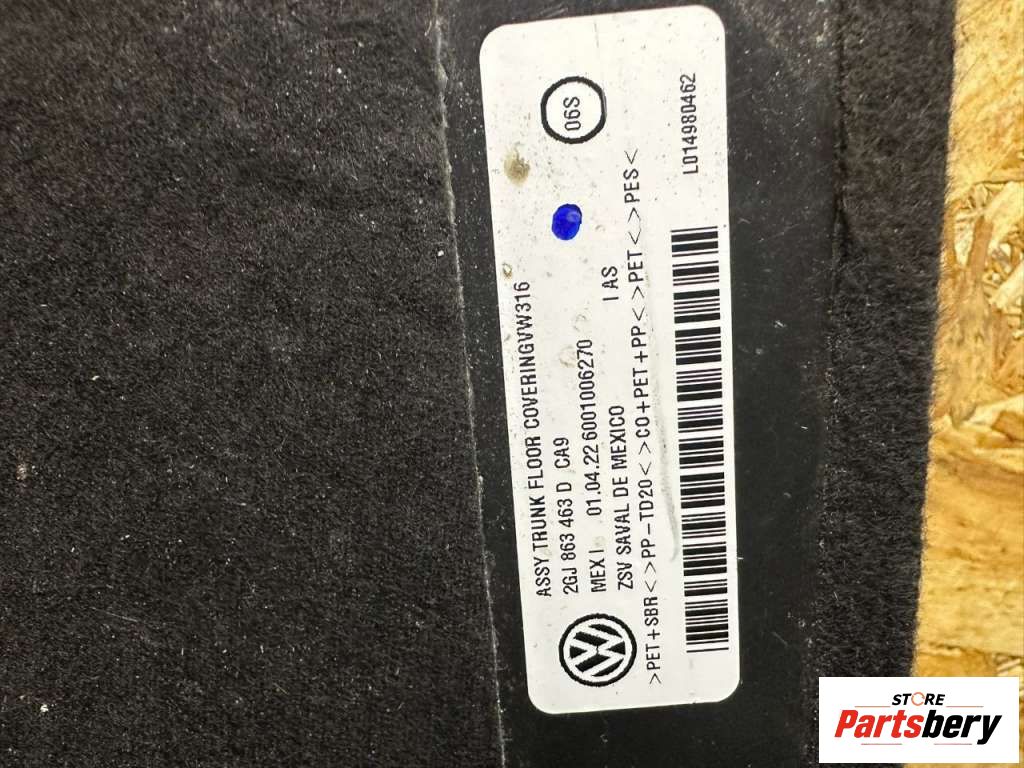 ASSY TRUNK FLOOR COVERINGVW316
2GJ 863 463 D CA9
MEX I 01.04.22 6001006270
ZSV SAVAL DE MEXICO I AS
>PET+SBR<>PP-TD20<>CO+PET+PP<>PET<>PES<
06S
L014980462
VW
STORE
Partsbery